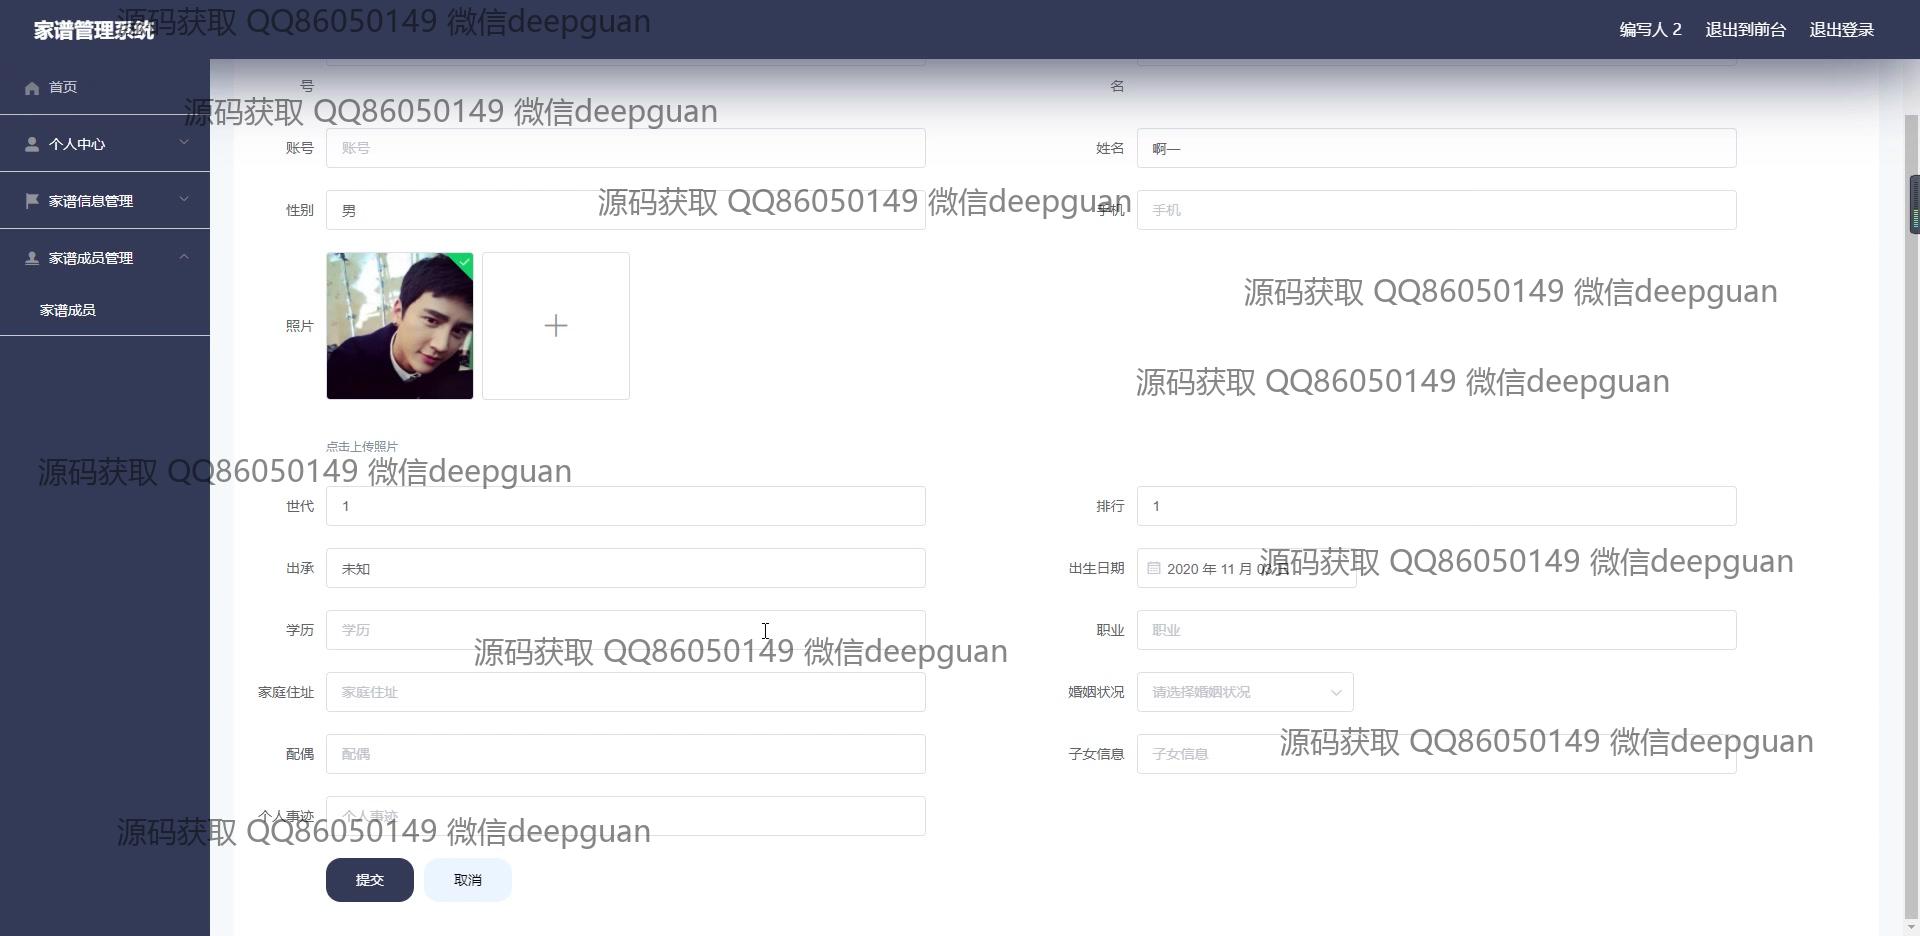 家谱管理系统
源码获取 QQ86050149 微信deepguan
编写人 2 退出到前台 退出登录
首页
号
名
源码获取 QQ86050149 微信deepguan
个人中心
账号 账号
姓名 啊一
家谱信息管理
性别 男
源码获取 QQ86050149 微信deepguan
手机 手机
家谱成员管理
源码获取 QQ86050149 微信deepguan
家谱成员
照片
源码获取 QQ86050149 微信deepguan
点击上传照片
源码获取 QQ86050149 微信deepguan
世代 1
排行 1
出承 未知
出生日期 2020 年 11 月 03 日
源码获取 QQ86050149 微信deepguan
学历 学历
职业 职业
源码获取 QQ86050149 微信deepguan
家庭住址 家庭住址
婚姻状况 请选择婚姻状况
配偶 配偶
子女信息 子女信息
源码获取 QQ86050149 微信deepguan
个人事迹 个人事迹
源码获取 QQ86050149 微信deepguan
提交 取消